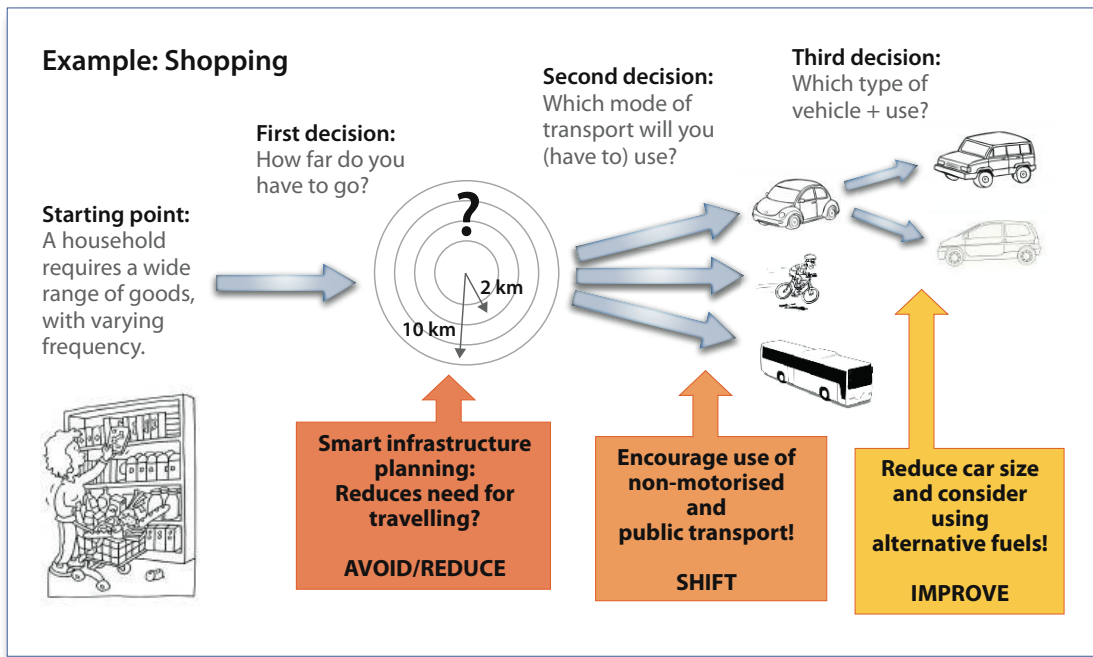 Example: Shopping
Starting point:
A household
requires a wide
range of goods,
with varying
frequency.
First decision:
How far do you
have to go?
?
2 km
10 km
Second decision:
Which mode of
transport will you
(have to) use?
Third decision:
Which type of
vehicle + use?
Smart infrastructure
planning:
Reduces need for
travelling?
AVOID/REDUCE
Encourage use of
non-motorised
and
public transport!
SHIFT
Reduce car size
and consider
using
alternative fuels!
IMPROVE